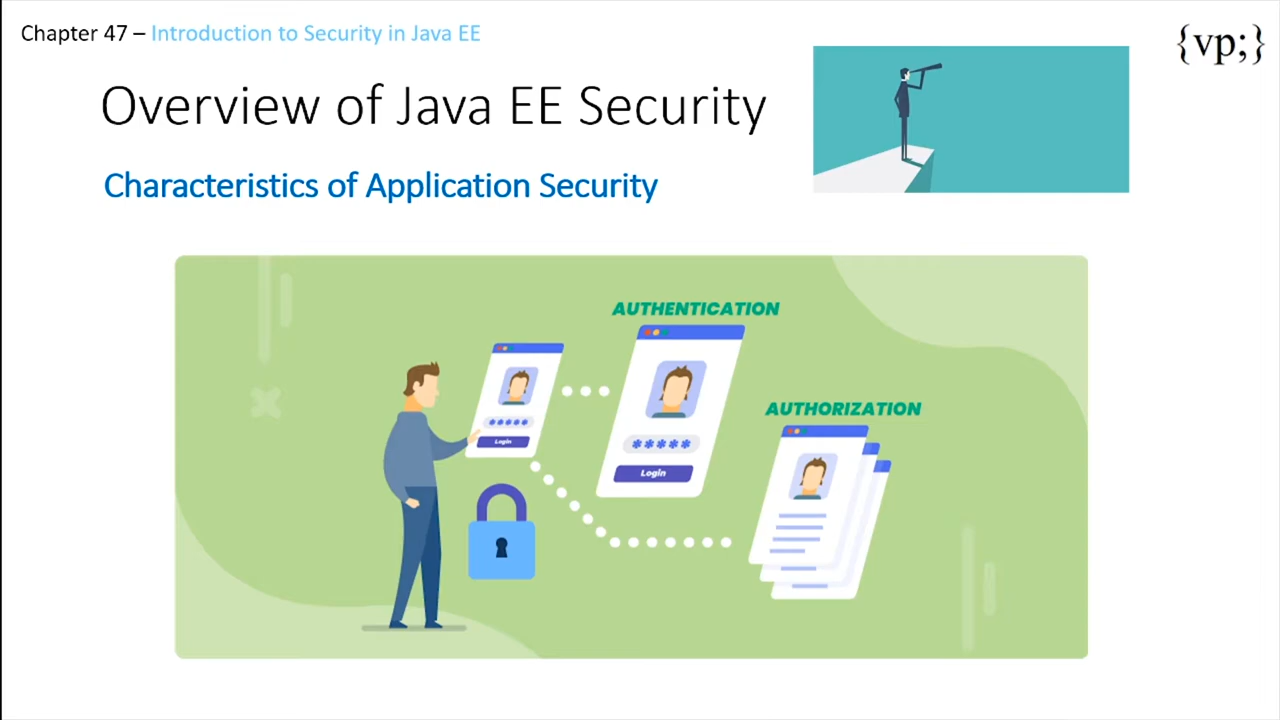 Chapter 47 – Introduction to Security in Java EE
{vp;}
Overview of Java EE Security
Characteristics of Application Security
AUTHENTICATION
AUTHORIZATION
*****
Login
*****
Login